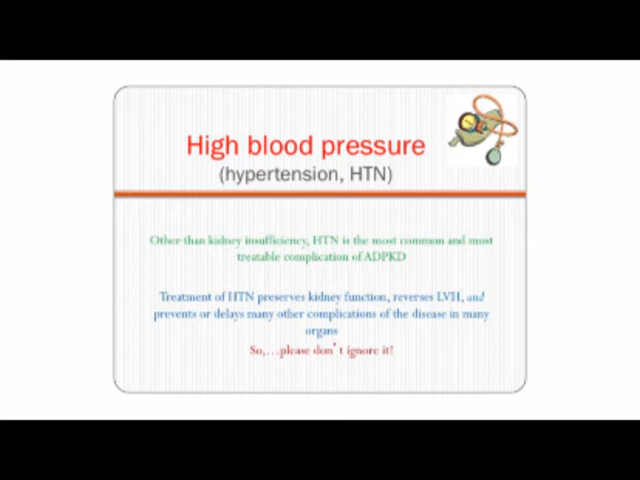 High blood pressure
(hypertension, HTN)
Other than kidney insufficiency, HTN is the most common and most
treatable complication of ADPKD
Treatment of HTN preserves kidney function, reverses LVH, and
prevents or delays many other complications of the disease in many
organs
So,…please don't ignore it!